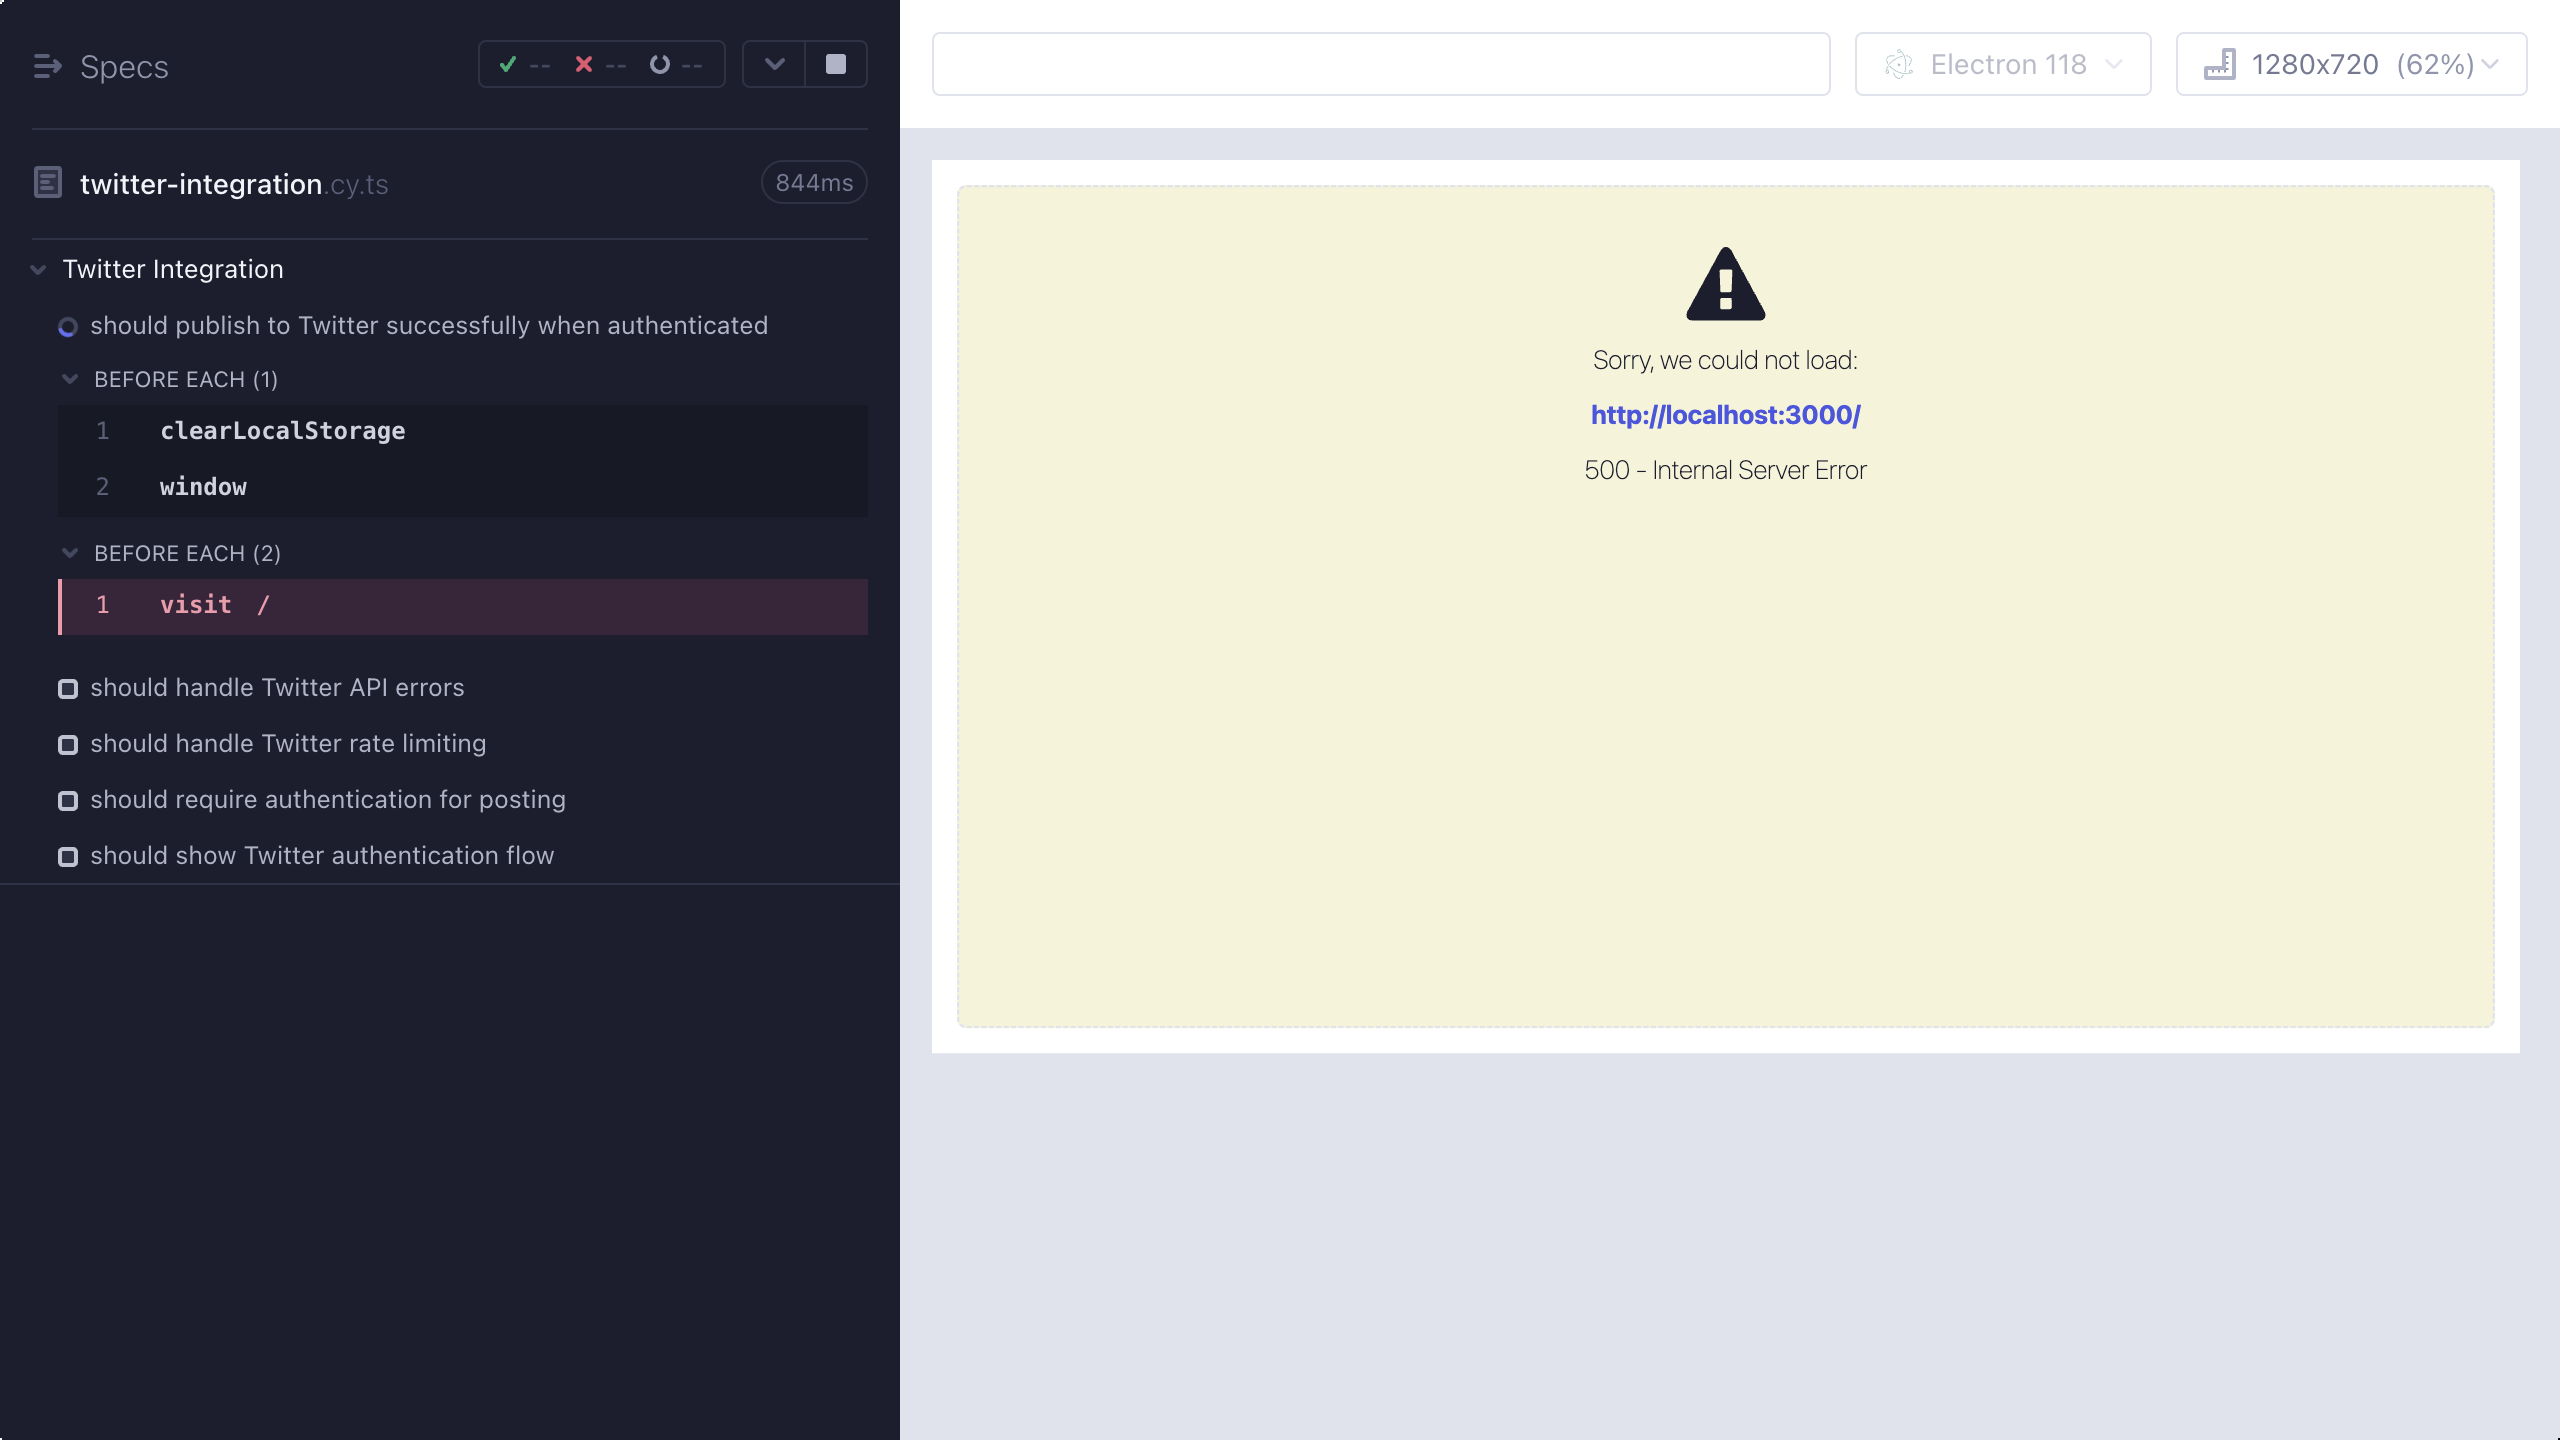 Specs
-- -- --
twitter-integration.cy.ts
844ms
Twitter Integration
should publish to Twitter successfully when authenticated
BEFORE EACH (1)
1 clearLocalStorage
2 window
BEFORE EACH (2)
1 visit /
should handle Twitter API errors
should handle Twitter rate limiting
should require authentication for posting
should show Twitter authentication flow
Electron 118
1280x720 (62%)
Sorry, we could not load:
http://localhost:3000/
500 - Internal Server Error